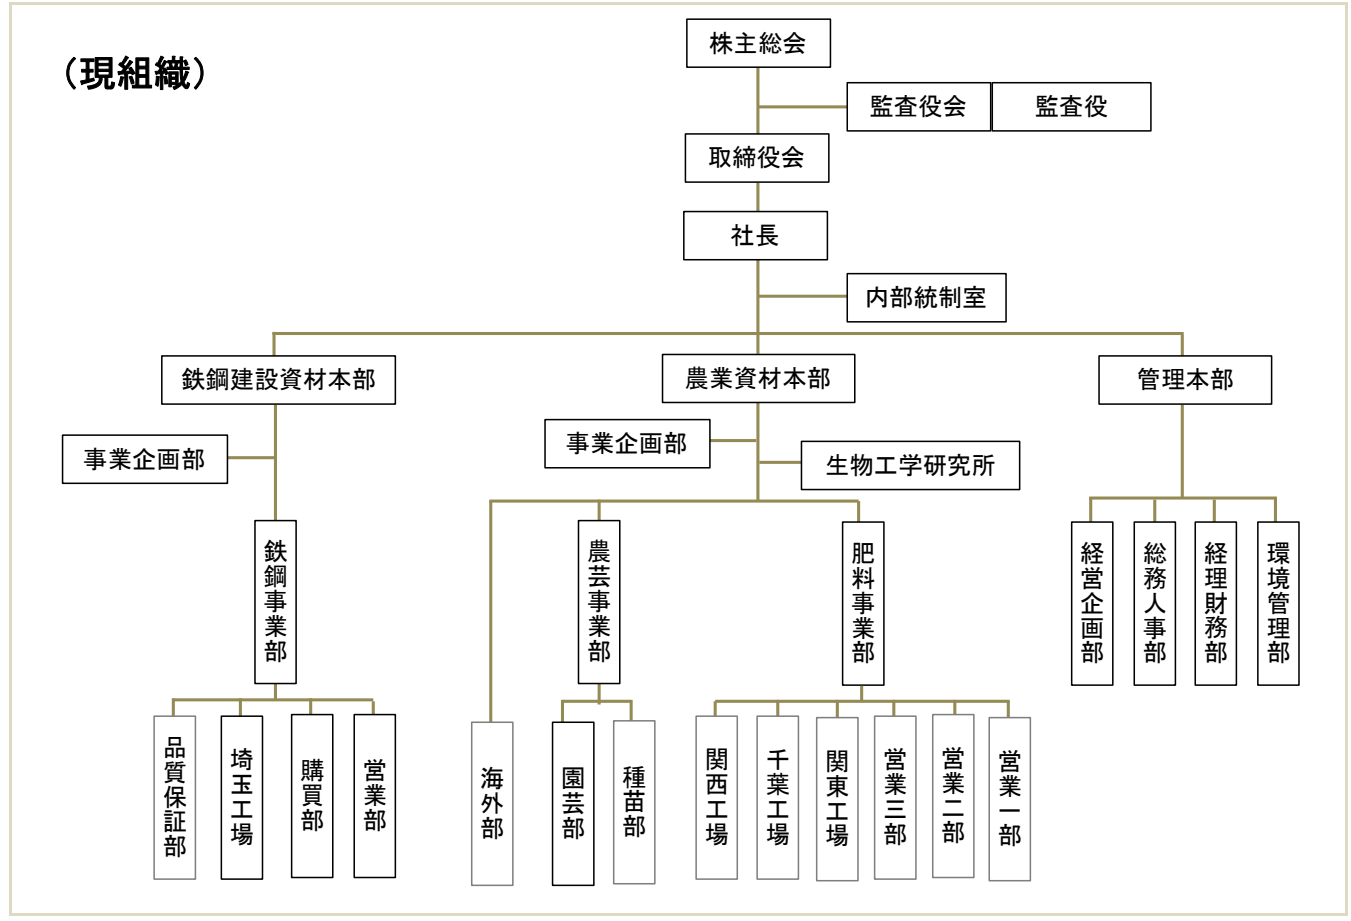 （現組織）
株主総会
監査役会
監査役
取締役会
社長
内部統制室
鉄鋼建設資材本部
農業資材本部
管理本部
事業企画部
事業企画部
生物工学研究所
鉄鋼事業部
農芸事業部
肥料事業部
経営企画部
総務人事部
経理財務部
環境管理部
品質保証部
埼玉工場
購買部
営業部
海外部
園芸部
種苗部
関西工場
千葉工場
関東工場
営業三部
営業二部
営業一部